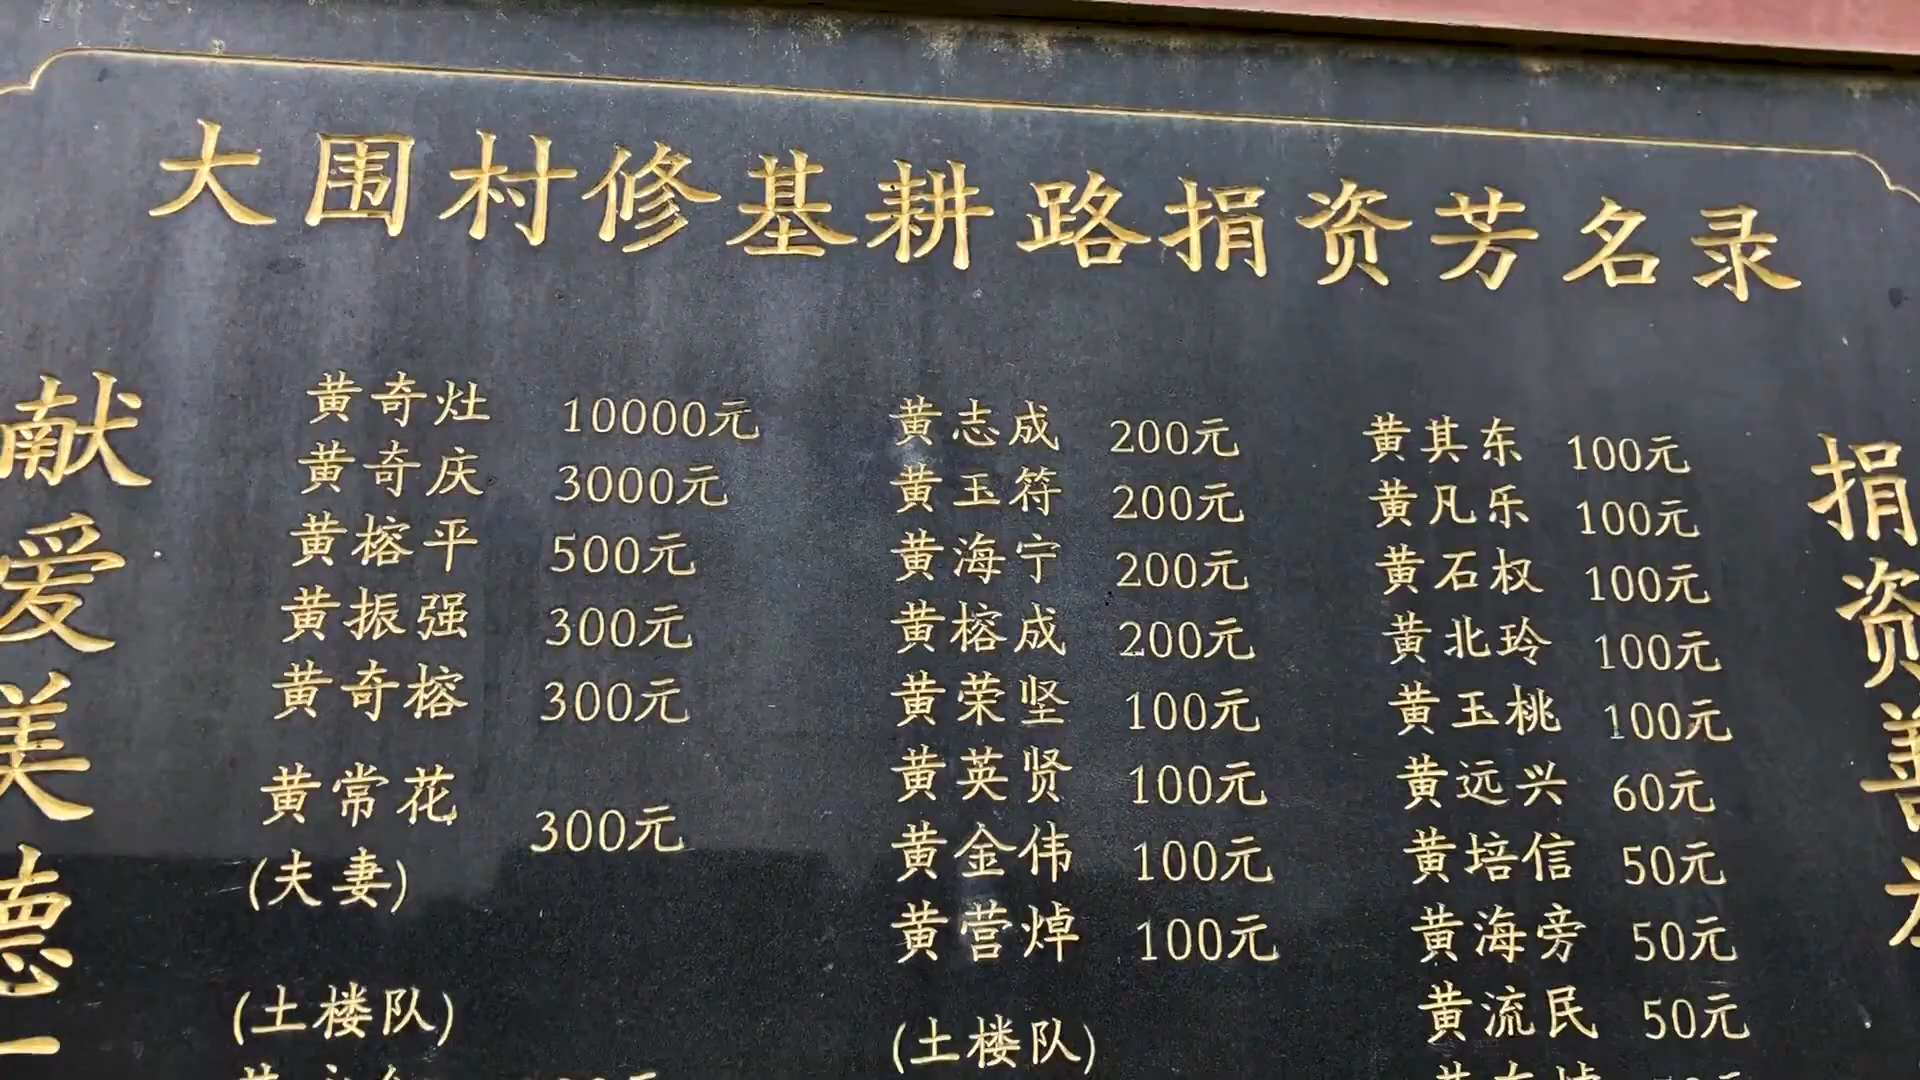 大围村修基耕路捐资芳名录
献爱美德一
黄奇灶 10000元
黄奇庆 3000元
黄榕平 500元
黄振强 300元
黄奇榕 300元
黄常花 300元
(夫妻)
(土楼队)
黄志成 200元
黄玉符 200元
黄海宁 200元
黄榕成 200元
黄荣坚 100元
黄英贤 100元
黄金伟 100元
黄营焯 100元
(土楼队)
黄其东 100元
黄凡乐 100元
黄石权 100元
黄北玲 100元
黄玉桃 100元
黄远兴 60元
黄培信 50元
黄海旁 50元
黄流民 50元
捐资善